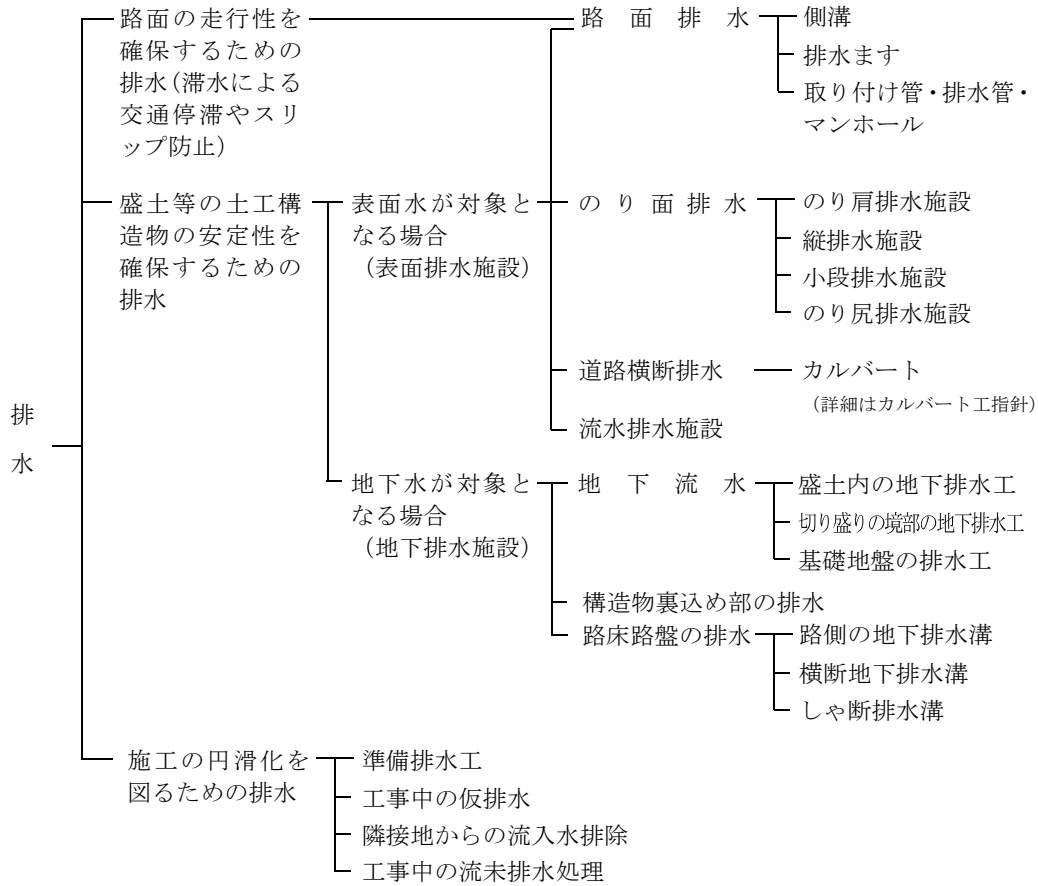 排水
路面の走行性を
確保するための
排水（滞水による
交通停滞やスリ
ップ防止）
路面排水
側溝
排水ます
取り付け管・排水管・
マンホール
盛土等の土工構
造物の安定性を
確保するための
排水
表面水が対象と
なる場合
（表面排水施設）
のり面排水
のり肩排水施設
縦排水施設
小段排水施設
のり尻排水施設
道路横断排水
カルバート
（詳細はカルバート工指針）
流水排水施設
地下水が対象と
なる場合
（地下排水施設）
地下流水
盛土内の地下排水工
切り盛りの境部の地下排水工
基礎地盤の排水工
構造物裏込め部の排水
路床路盤の排水
路側の地下排水溝
横断地下排水溝
しゃ断排水溝
施工の円滑化を
図るための排水
準備排水工
工事中の仮排水
隣接地からの流入水排除
工事中の流未排水処理